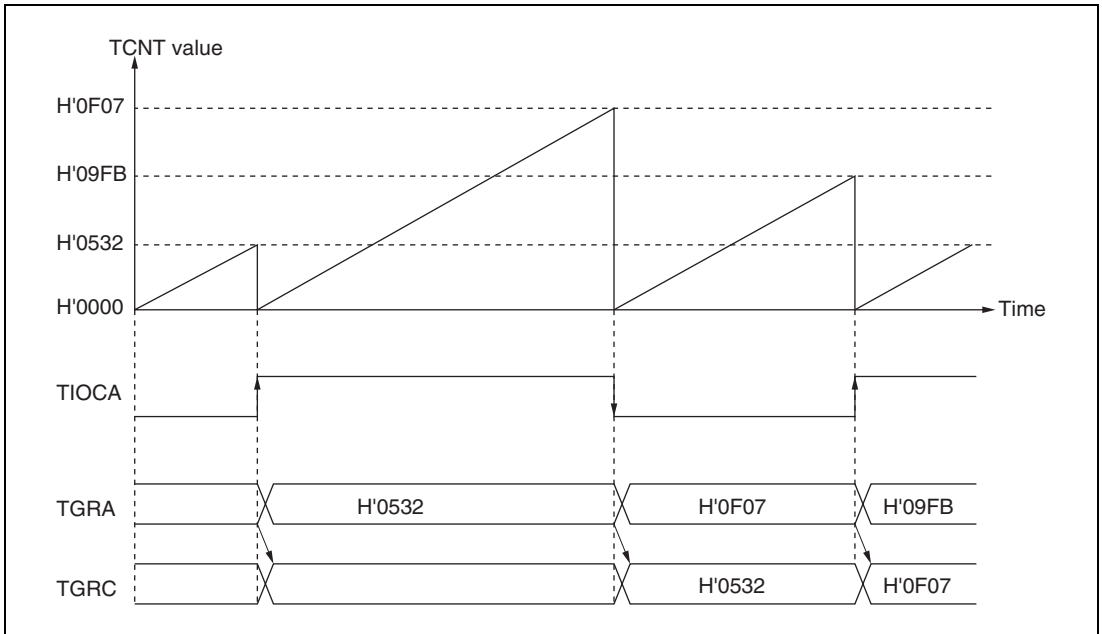 TCNT value
H'0F07
H'09FB
H'0532
H'0000
Time
TIOCA
TGRA H'0532 H'0F07 H'09FB
TGRC H'0532 H'0F07